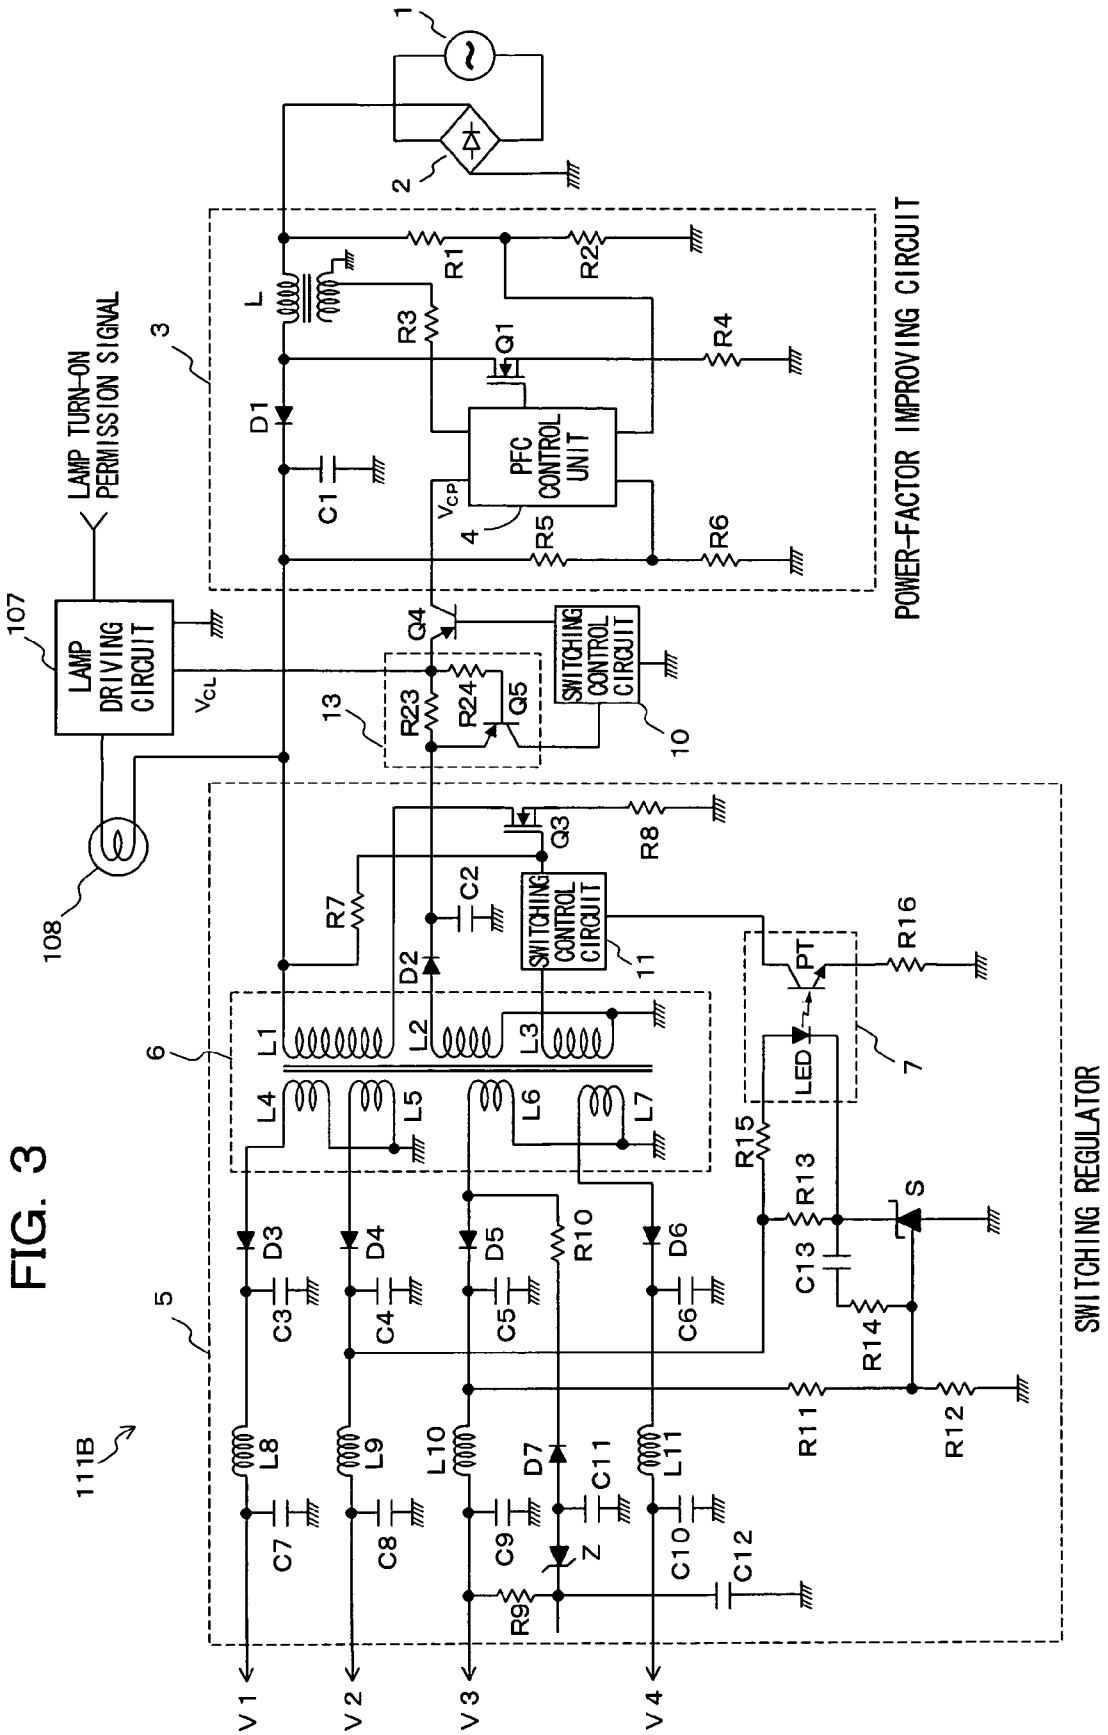 FIG. 3
111B
5
V1
V2
V3
V4
C7
C8
C9
C10
C11
C12
R9
Z
D7
L8
L9
L10
L11
C3
C4
C5
C6
D3
D4
D5
D6
R10
R11
R12
R13
R14
R15
C13
S
6
L1
L2
L3
L4
L5
L6
L7
LED
PT
7
R16
R7
D2
C2
SWITCHING
CONTROL
CIRCUIT
11
Q3
R8
SWITCHING REGULATOR
108
107
LAMP
DRIVING
CIRCUIT
VCL
LAMP TURN-ON
PERMISSION SIGNAL
13
R23
R24
Q5
Q4
SWITCHING
CONTROL
CIRCUIT
10
3
D1
C1
L
R3
VCP
4
PFC
CONTROL
UNIT
Q1
R1
R2
R4
R5
R6
POWER-FACTOR IMPROVING CIRCUIT
1
2